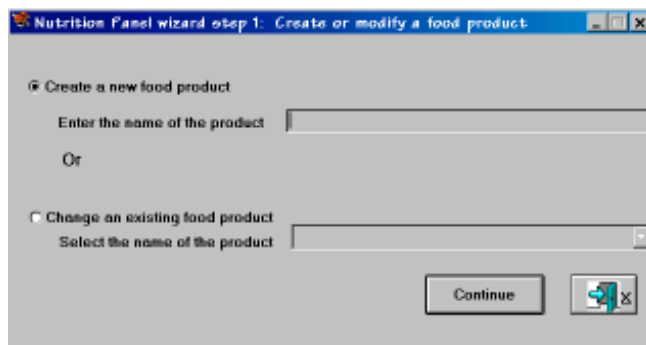 Nutrition Panel wizard step 1: Create or modify a food product
Create a new food product
Enter the name of the product
Or
Change an existing food product
Select the name of the product
Continue
x